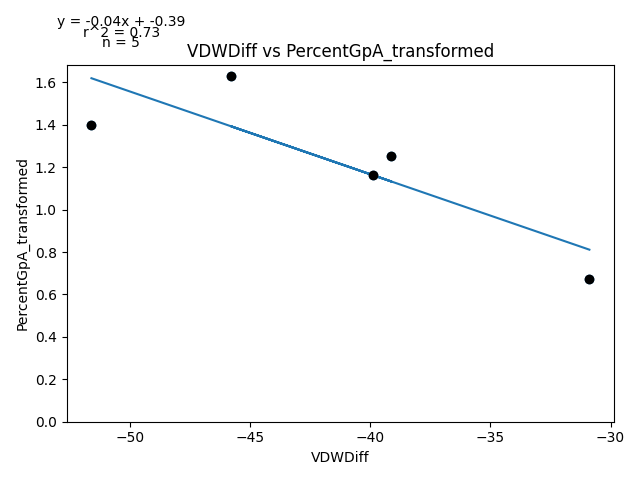 y = -0.04x + -0.39
r^2 = 0.73
n = 5
VDWDiff vs PercentGpA_transformed
PercentGpA_transformed
1.6
1.4
1.2
1.0
0.8
0.6
0.4
0.2
0.0
−50
−45
−40
−35
−30
VDWDiff